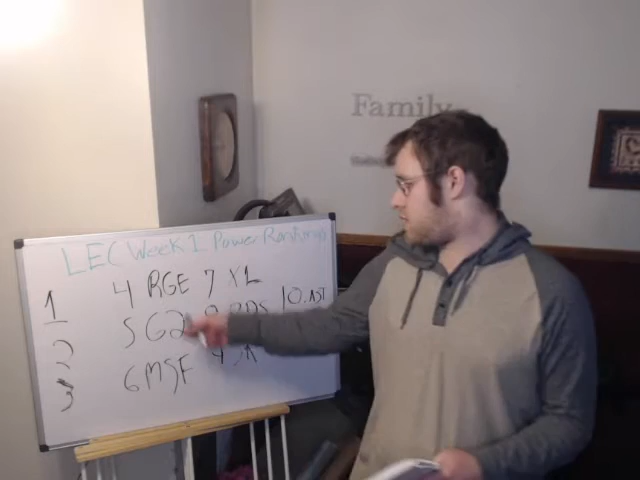 Family
LEC Week 1 Power Rankings
1 4 RGE 7 XL
2 5 G2 10. AST
3 6 MSF 9